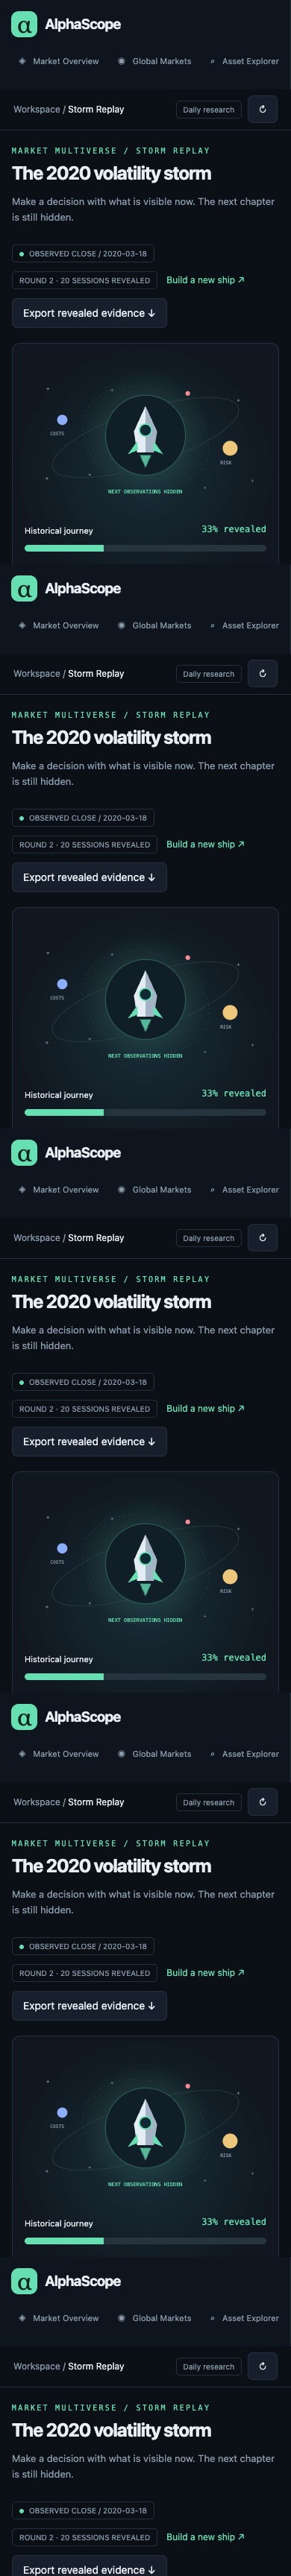 α AlphaScope
Market Overview Global Markets Asset Explorer
Workspace / Storm Replay Daily research ↻
MARKET MULTIVERSE / STORM REPLAY
The 2020 volatility storm
Make a decision with what is visible now. The next chapter
is still hidden.
OBSERVED CLOSE / 2020-03-18
ROUND 2 · 20 SESSIONS REVEALED Build a new ship ↗
Export revealed evidence ↓
COSTS
RISK
NEXT OBSERVATIONS HIDDEN
Historical journey 33% revealed
α AlphaScope
Market Overview Global Markets Asset Explorer
Workspace / Storm Replay Daily research ↻
MARKET MULTIVERSE / STORM REPLAY
The 2020 volatility storm
Make a decision with what is visible now. The next chapter
is still hidden.
OBSERVED CLOSE / 2020-03-18
ROUND 2 · 20 SESSIONS REVEALED Build a new ship ↗
Export revealed evidence ↓
COSTS
RISK
NEXT OBSERVATIONS HIDDEN
Historical journey 33% revealed
α AlphaScope
Market Overview Global Markets Asset Explorer
Workspace / Storm Replay Daily research ↻
MARKET MULTIVERSE / STORM REPLAY
The 2020 volatility storm
Make a decision with what is visible now. The next chapter
is still hidden.
OBSERVED CLOSE / 2020-03-18
ROUND 2 · 20 SESSIONS REVEALED Build a new ship ↗
Export revealed evidence ↓
COSTS
RISK
NEXT OBSERVATIONS HIDDEN
Historical journey 33% revealed
α AlphaScope
Market Overview Global Markets Asset Explorer
Workspace / Storm Replay Daily research ↻
MARKET MULTIVERSE / STORM REPLAY
The 2020 volatility storm
Make a decision with what is visible now. The next chapter
is still hidden.
OBSERVED CLOSE / 2020-03-18
ROUND 2 · 20 SESSIONS REVEALED Build a new ship ↗
Export revealed evidence ↓
COSTS
RISK
NEXT OBSERVATIONS HIDDEN
Historical journey 33% revealed
α AlphaScope
Market Overview Global Markets Asset Explorer
Workspace / Storm Replay Daily research ↻
MARKET MULTIVERSE / STORM REPLAY
The 2020 volatility storm
Make a decision with what is visible now. The next chapter
is still hidden.
OBSERVED CLOSE / 2020-03-18
ROUND 2 · 20 SESSIONS REVEALED Build a new ship ↗
Export revealed evidence ↓